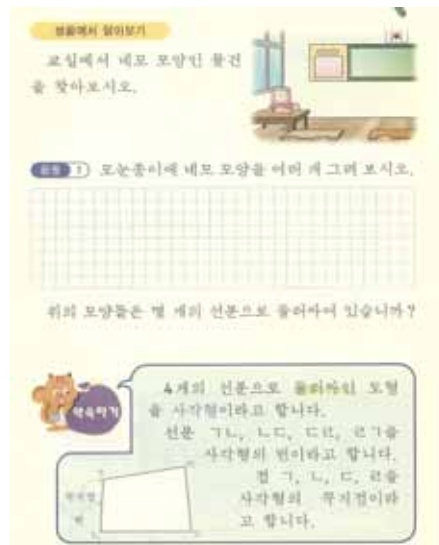 생활에서 알아보기
교실에서 네모 모양인 물건
을 찾아보시오.
활동 1 모눈종이에 네모 모양을 여러 개 그려 보시오.
위의 모양들은 몇 개의 선분으로 둘러싸여 있습니까?
약속하기
4개의 선분으로 둘러싸인 도형
을 사각형이라고 합니다.
선분 ㄱㄴ, ㄴㄷ, ㄷㄹ, ㄹㄱ을
사각형의 변이라고 합니다.
점 ㄱ, ㄴ, ㄷ, ㄹ을
사각형의 꼭지점이라
고 합니다.
꼭지점
변